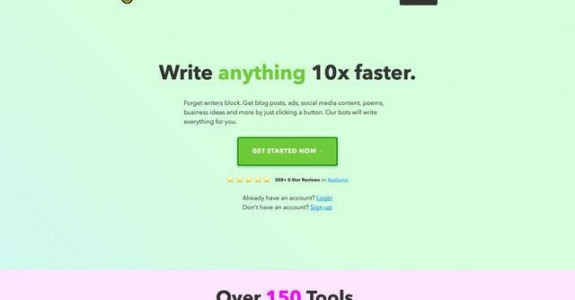 Write anything 10x faster.
Forget writers block. Get blog posts, ads, social media content, poems,
business ideas and more by just clicking a button. Our bots will write
everything for you.
GET STARTED NOW
300+ 5-Star Reviews on AppSumo
Already have an account? Login
Don't have an account? Sign up
Over 150 Tools